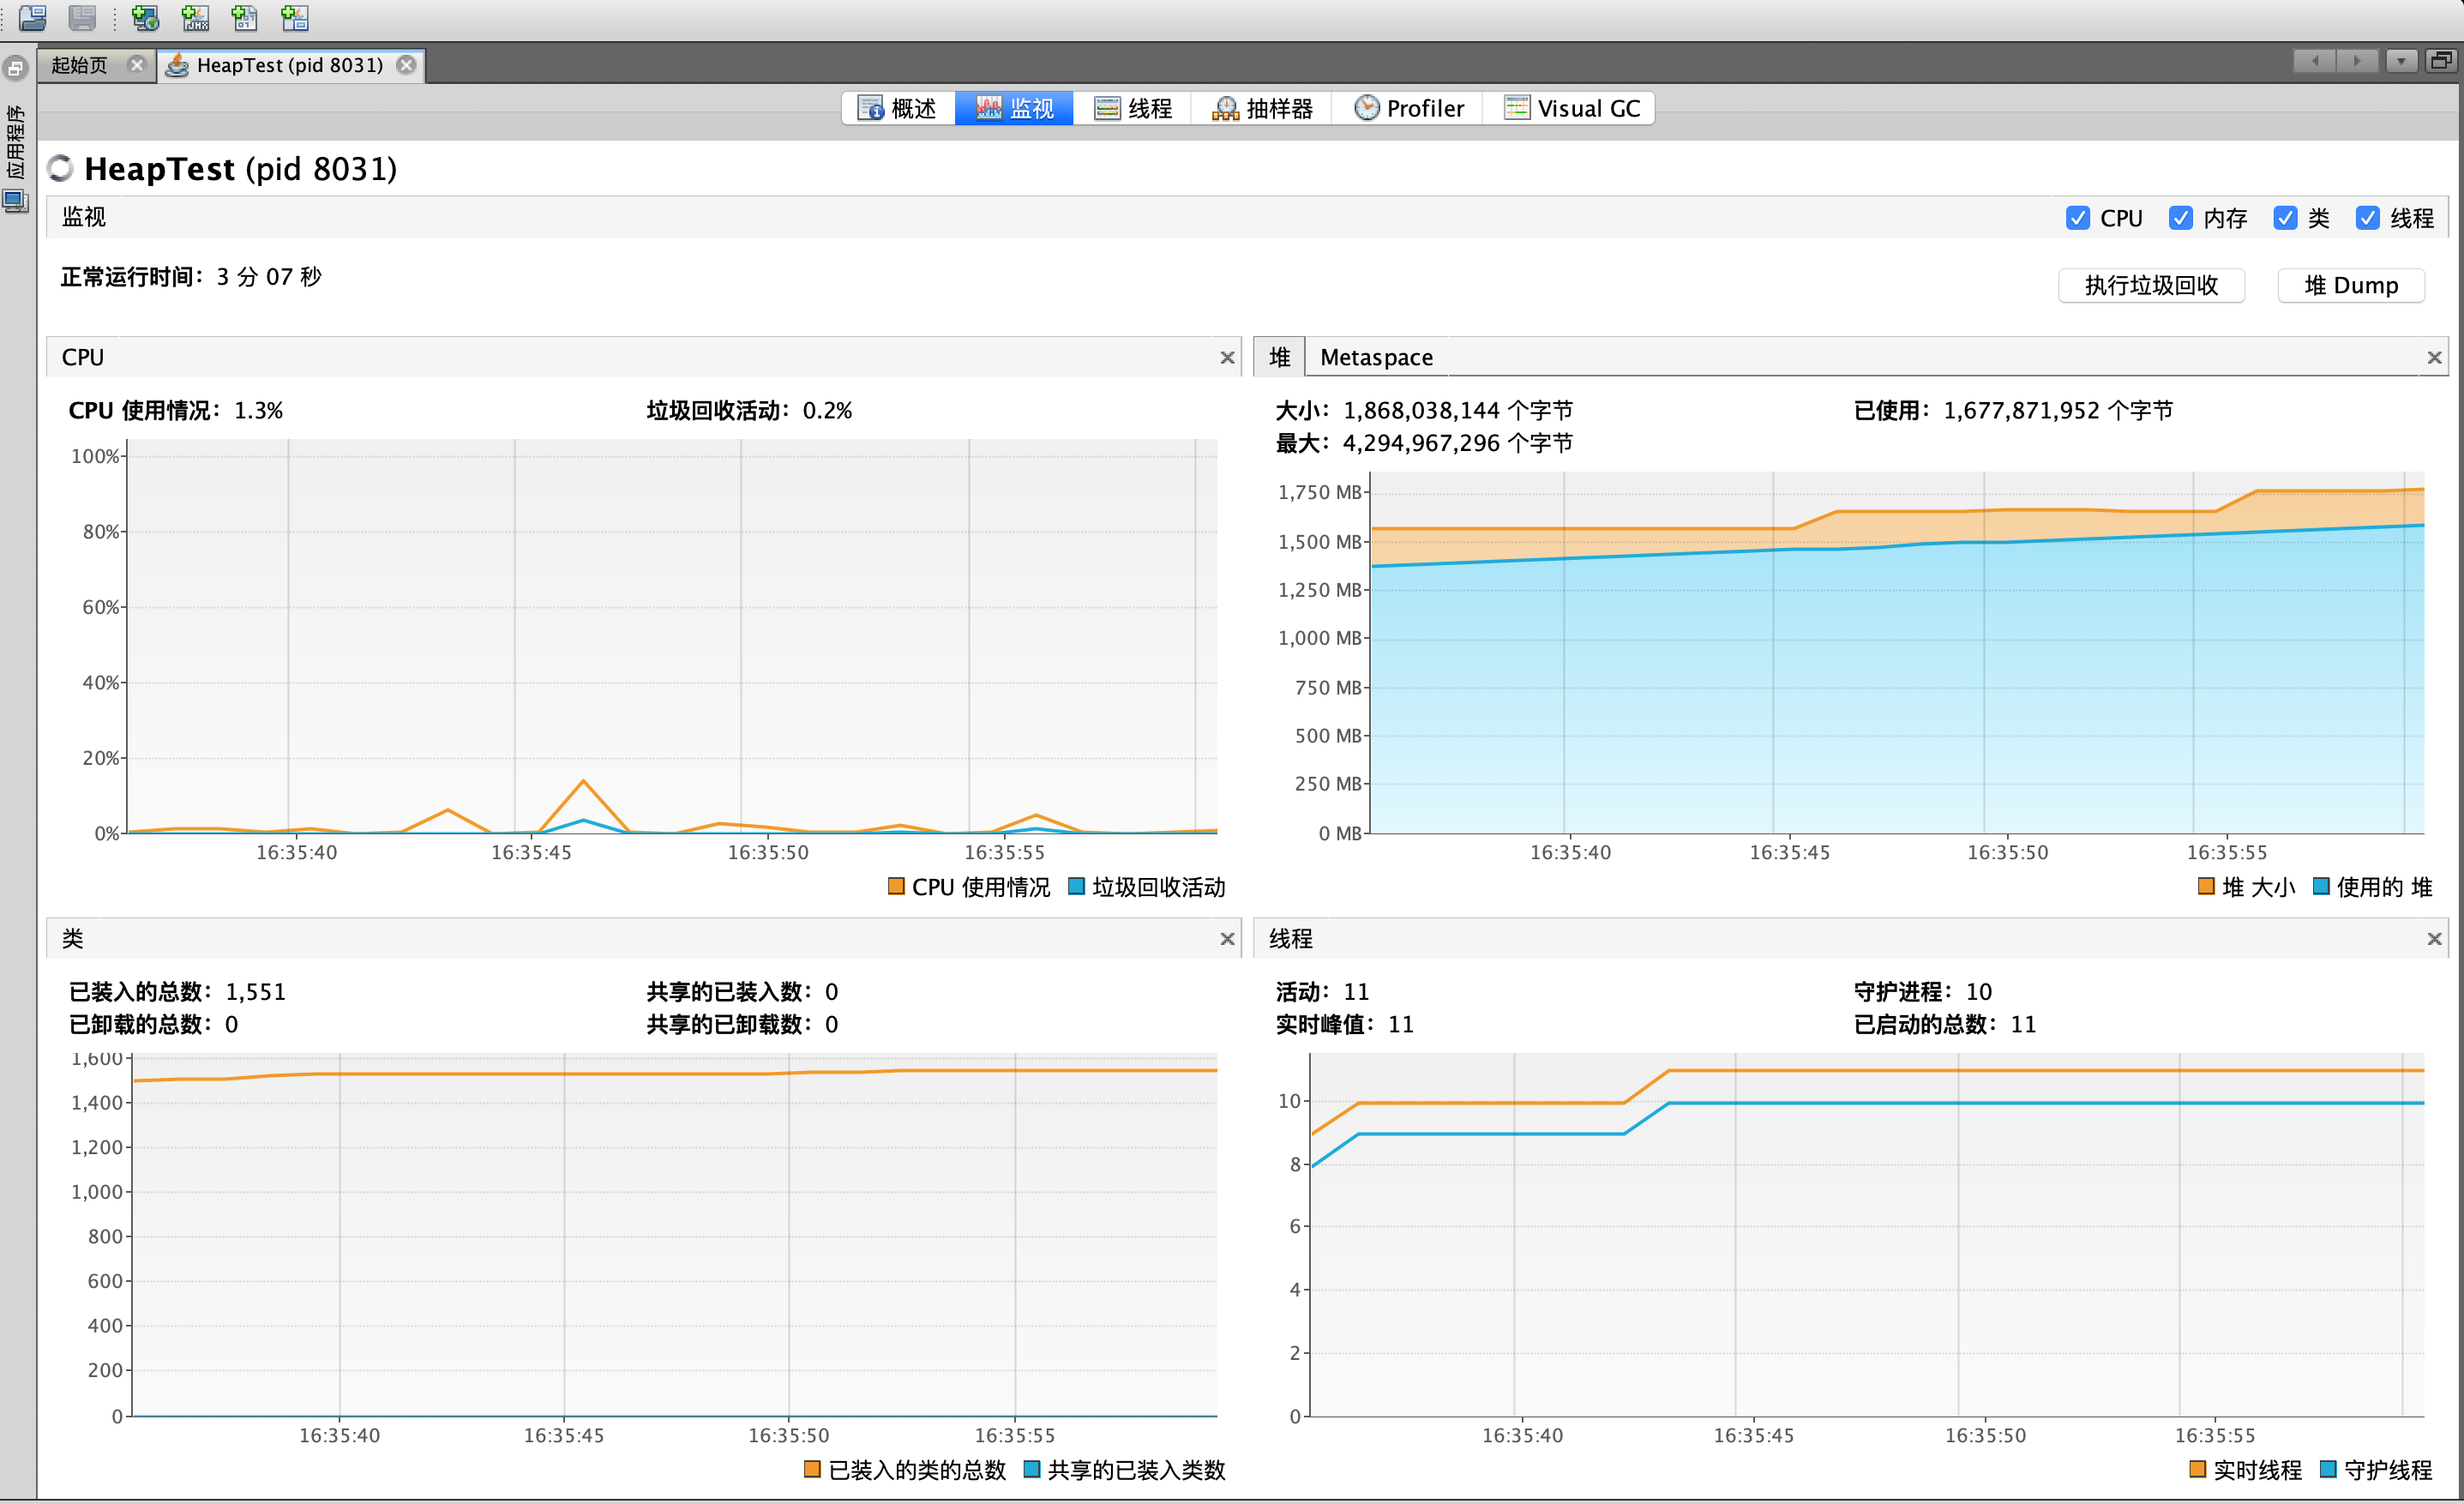 起始页
HeapTest (pid 8031)
应用程序
概述
监视
线程
抽样器
Profiler
Visual GC
HeapTest (pid 8031)
监视
CPU
内存
类
线程
正常运行时间： 3 分 07 秒
执行垃圾回收
堆 Dump
CPU
CPU 使用情况： 1.3%
垃圾回收活动： 0.2%
100%
80%
60%
40%
20%
0%
16:35:40
16:35:45
16:35:50
16:35:55
CPU 使用情况
垃圾回收活动
堆
Metaspace
大小： 1,868,038,144 个字节
已使用： 1,677,871,952 个字节
最大： 4,294,967,296 个字节
1,750 MB
1,500 MB
1,250 MB
1,000 MB
750 MB
500 MB
250 MB
0 MB
16:35:40
16:35:45
16:35:50
16:35:55
堆 大小
使用的 堆
类
已装入的总数： 1,551
共享的已装入数： 0
已卸载的总数： 0
共享的已卸载数： 0
1,600
1,400
1,200
1,000
800
600
400
200
0
16:35:40
16:35:45
16:35:50
16:35:55
已装入的类的总数
共享的已装入类数
线程
活动： 11
守护进程： 10
实时峰值： 11
已启动的总数： 11
10
8
6
4
2
0
16:35:40
16:35:45
16:35:50
16:35:55
实时线程
守护线程